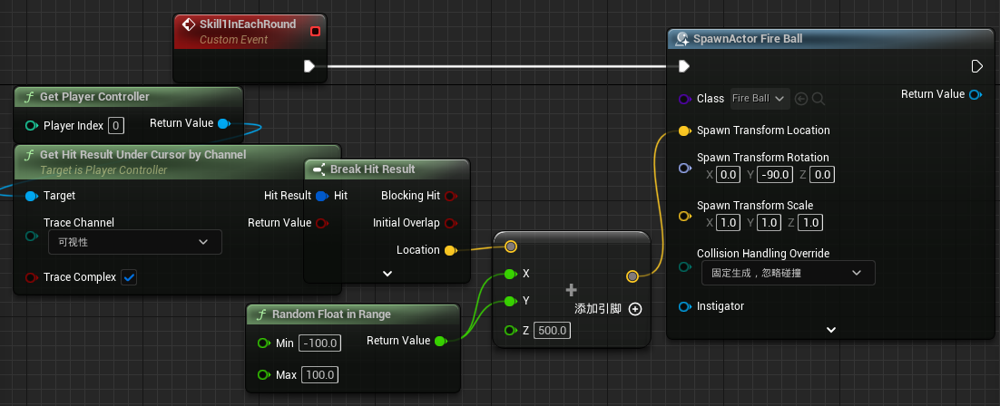 Skill1InEachRound
Custom Event
SpawnActor Fire Ball
Class Fire Ball
Return Value
Spawn Transform Location
Spawn Transform Rotation
X 0.0 Y -90.0 Z 0.0
Spawn Transform Scale
X 1.0 Y 1.0 Z 1.0
Collision Handling Override
固定生成，忽略碰撞
Instigator
Get Player Controller
Player Index 0 Return Value
Get Hit Result Under Cursor by Channel
Target is Player Controller
Target Hit Result
Trace Channel Return Value
可视性
Trace Complex
Break Hit Result
Hit Blocking Hit
Initial Overlap
Location
X
Y
添加引脚
Z 500.0
Random Float in Range
Min -100.0 Return Value
Max 100.0